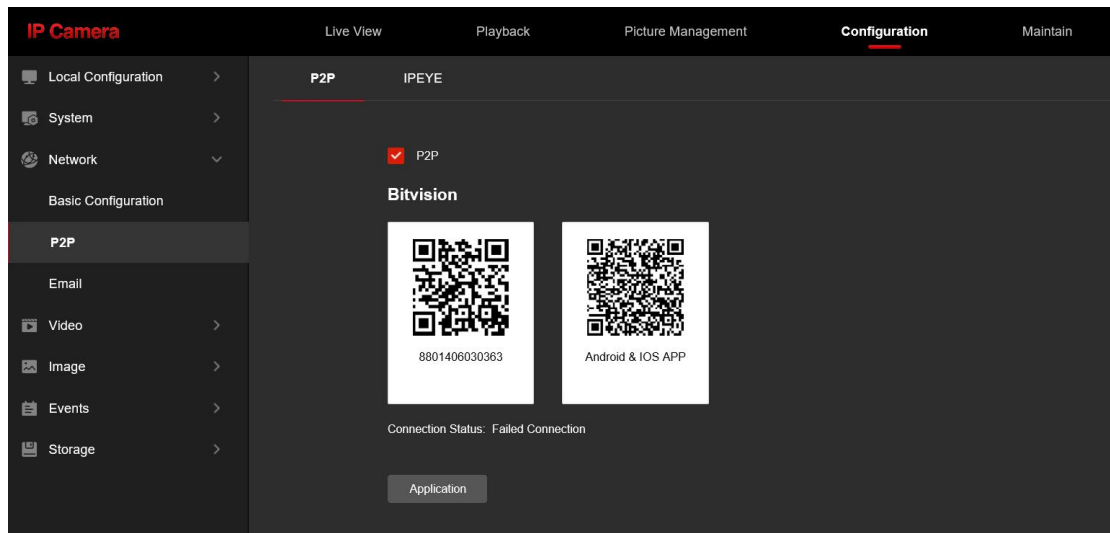 IP Camera
Live View
Playback
Picture Management
Configuration
Maintain
Local Configuration
System
Network
Basic Configuration
P2P
Email
Video
Image
Events
Storage
P2P
IPEYE
P2P
Bitvision
8801406030363
Android & IOS APP
Connection Status: Failed Connection
Application